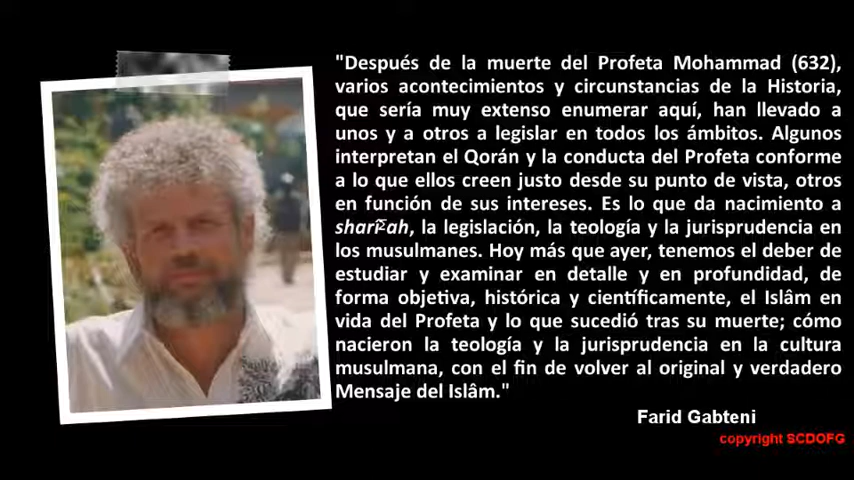 "Después de la muerte del Profeta Mohammad (632),
varios acontecimientos y circunstancias de la Historia,
que sería muy extenso enumerar aquí, han llevado a
unos y a otros a legislar en todos los ámbitos. Algunos
interpretan el Qorán y la conducta del Profeta conforme
a lo que ellos creen justo desde su punto de vista, otros
en función de sus intereses. Es lo que da nacimiento a
la legislación, la teología y la jurisprudencia en
los musulmanes. Hoy más que ayer, tenemos el deber de
estudiar y examinar en detalle y en profundidad, de
forma objetiva, histórica y científicamente, el Islâm en
vida del Profeta y lo que sucedió tras su muerte; cómo
nacieron la teología y la jurisprudencia en la cultura
musulmana, con el fin de volver al original y verdadero
Mensaje del Islâm."
Farid Gabteni
copyright SCDOFG